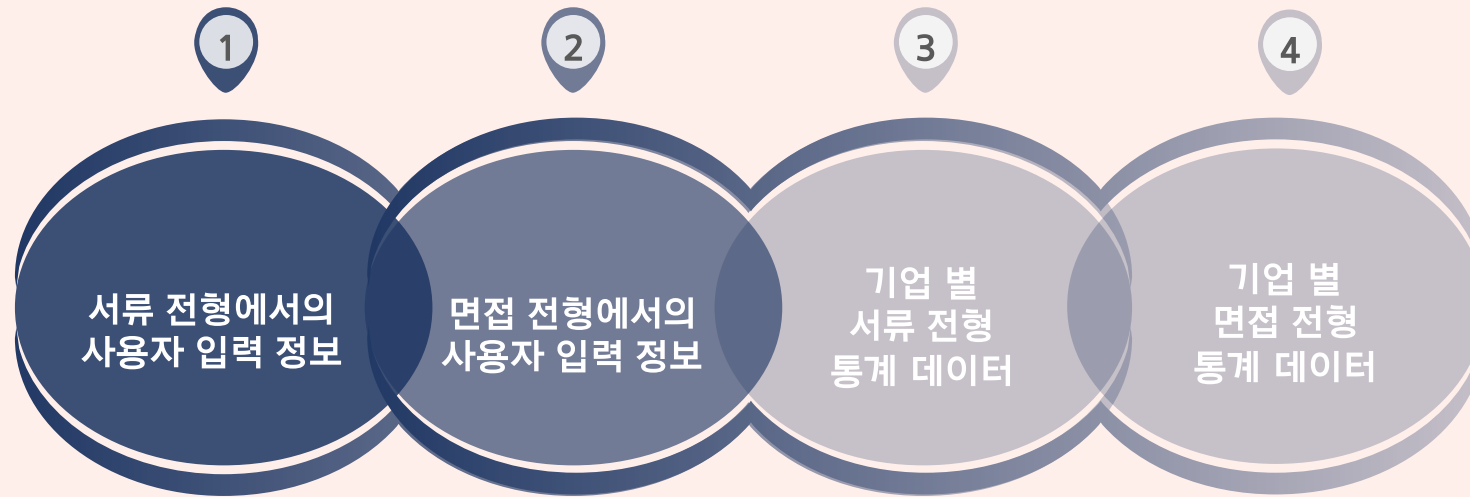 1
2
3
4
서류 전형에서의
사용자 입력 정보
면접 전형에서의
사용자 입력 정보
기업 별
서류 전형
통계 데이터
기업 별
면접 전형
통계 데이터